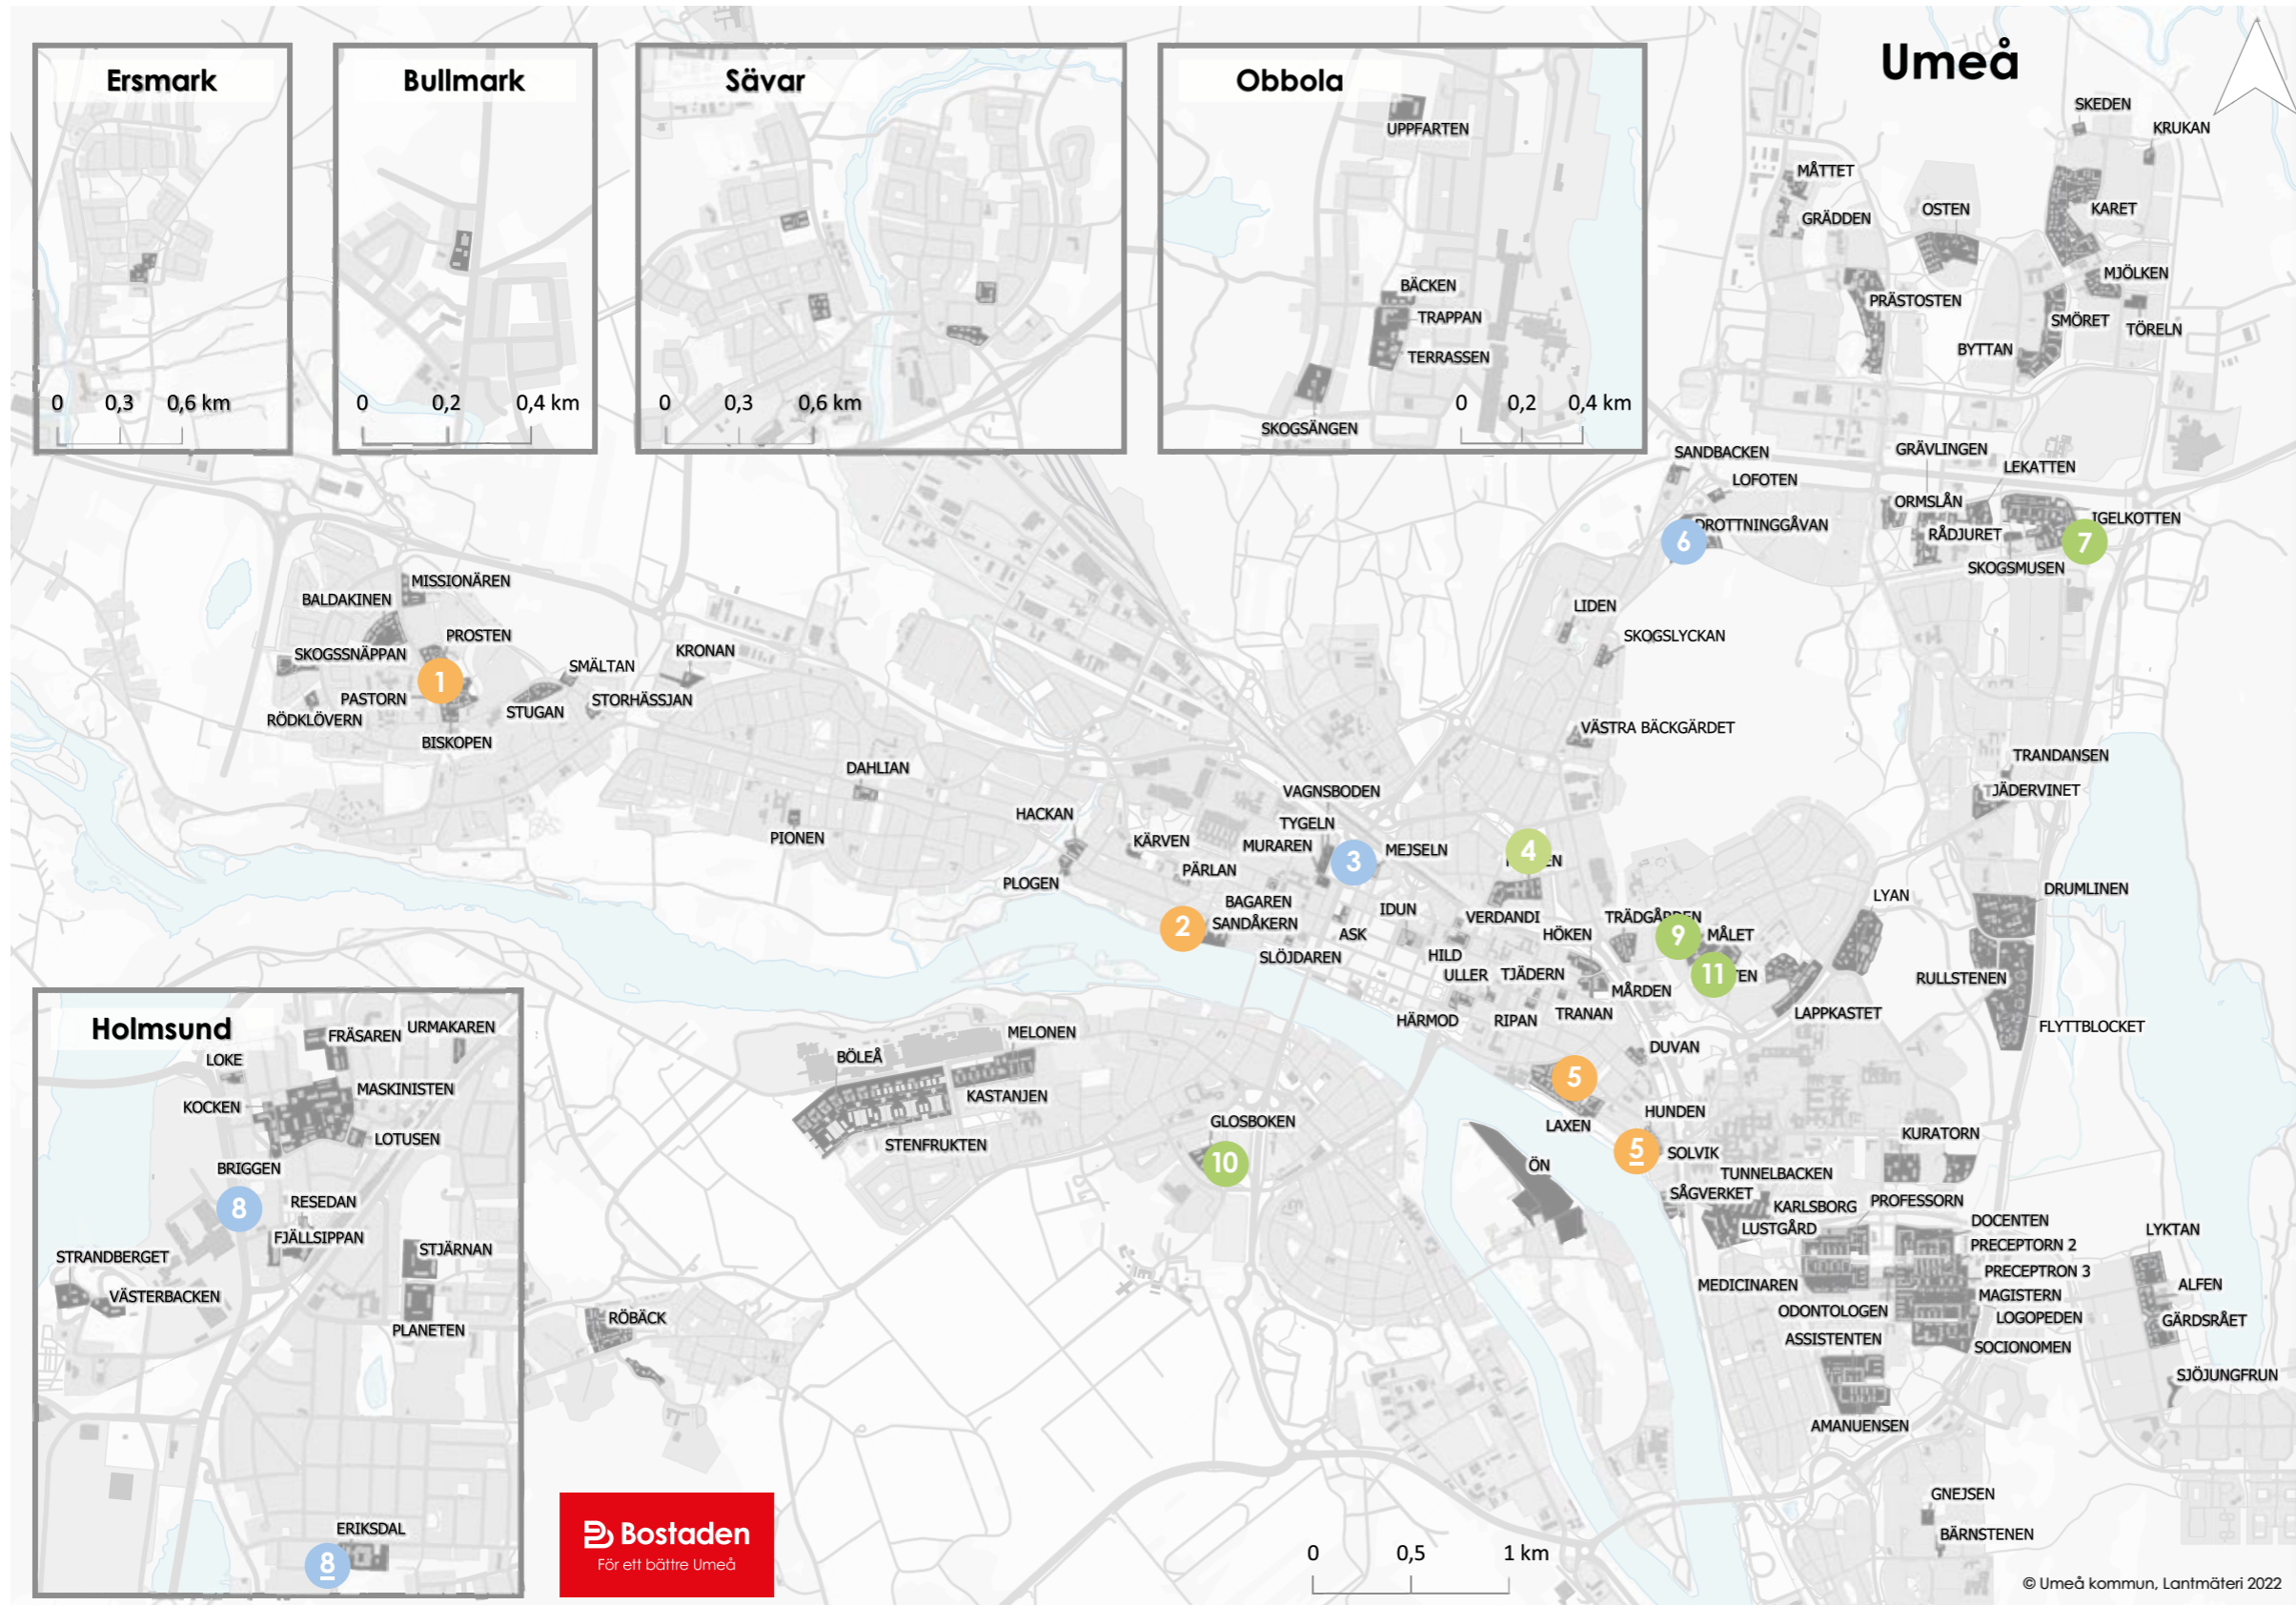 Umeå
Ersmark
0 0,3 0,6 km
Bullmark
0 0,2 0,4 km
Sävar
0 0,3 0,6 km
Obbola
UPPFARTEN
BÄCKEN
TRAPPAN
TERRASSEN
SKOGSÄNGEN
0 0,2 0,4 km
SKEDEN
KRUKAN
MÅTTET
GRÄDDEN
OSTEN
KARET
MJÖLKEN
PRÄSTOSTEN
SMÖRET
TÖRELN
BYTTAN
SANDBACKEN
LOFOTEN
DROTTNINGGÅVAN
6
GRÄVLINGEN
LEKATTEN
ORMSLÅN
IGELKOTTEN
RÅDJURET
7
SKOGSMUSEN
LIDEN
SKOGSLYCKAN
VÄSTRA BÄCKGÄRDET
MISSIONÄREN
BALDAKINEN
PROSTEN
SKOGSSNÄPPAN
1
PASTORN
RÖDKLÖVERN
BISKOPEN
STUGAN
SMÄLTAN
STORHÄSSJAN
KRONAN
DAHLIAN
PIONEN
HACKAN
PLOGEN
KÄRVEN
PÄRLAN
BAGAREN
2
SANDÅKERN
SLÖJDAREN
VAGNSBODEN
TYGELN
MURAREN
3
MEJSELN
IDUN
ASK
4
VERDANDI
HILD
ULLER
TJÄDERN
HÖKEN
TRÄDGÅRDEN
9
MÅLET
11
MÅRDEN
HÄRMOD
RIPAN
TRANAN
LAPPKASTET
LYAN
TRANDANSEN
JÄDERVINET
DRUMLINEN
RULLSTENEN
FLYTTBLOCKET
DUVAN
5
LAXEN
HUNDEN
5
SOLVIK
ÖN
TUNNELBACKEN
SÅGVERKET
KARLSBORG
LUSTGÅRD
KURATORN
PROFESSORN
DOCENTEN
PRECEPTORN 2
PRECEPTRON 3
MEDICINAREN
MAGISTERN
ODONTOLOGEN
LOGOPEDEN
ASSISTENTEN
SOCIONOMEN
AMANUENSEN
LYKTAN
ALFEN
GÄRDSRÅET
SJÖJUNGFRUN
GNEJSEN
BÄRNSTENEN
BÖLEÅ
MELONEN
KASTANJEN
STENFRUKTEN
GLOSBOKEN
10
RÖBÄCK
Holmsund
FRÄSAREN
URMAKAREN
LOKE
MASKINISTEN
KOCKEN
LOTUSEN
BRIGGEN
8
RESEDAN
FJÄLLSIPPAN
STRANDBERGET
VÄSTERBACKEN
STJÄRNAN
PLANETEN
ERIKSDAL
8
Bostaden
För ett bättre Umeå
0 0,5 1 km
© Umeå kommun, Lantmäteri 2022